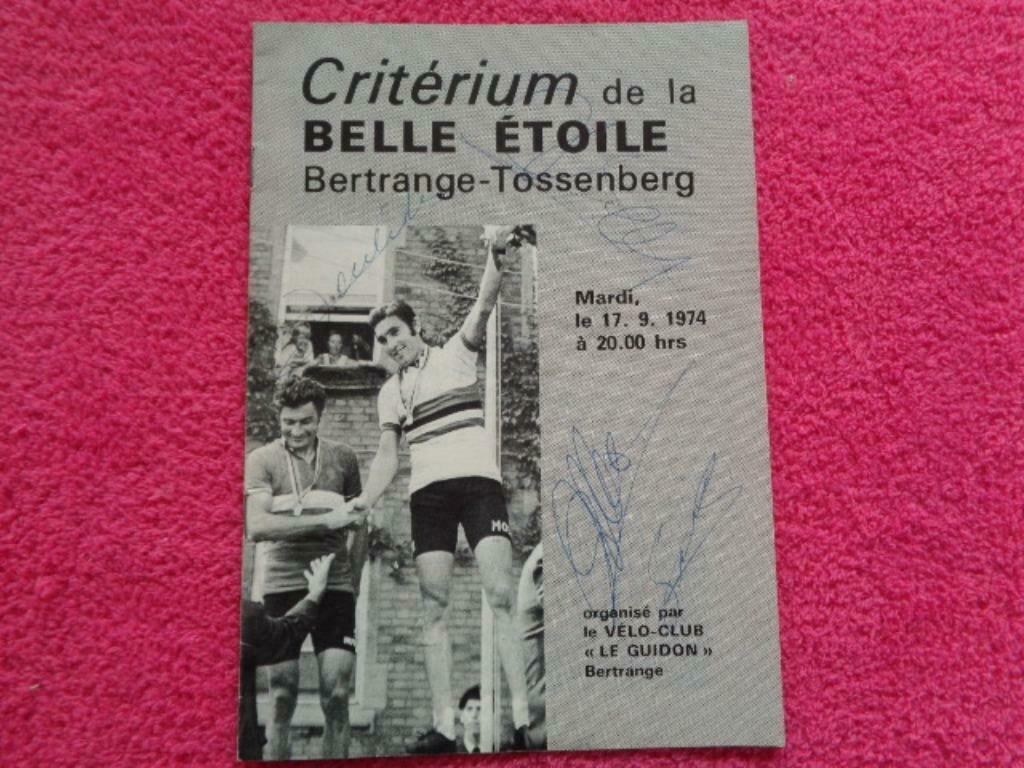 Critérium de la
BELLE ÉTOILE
Bertrange-Tossenberg
Mardi,
le 17. 9. 1974
à 20.00 hrs
MO
organisé par
le VÉLO-CLUB
« LE GUIDON »
Bertrange